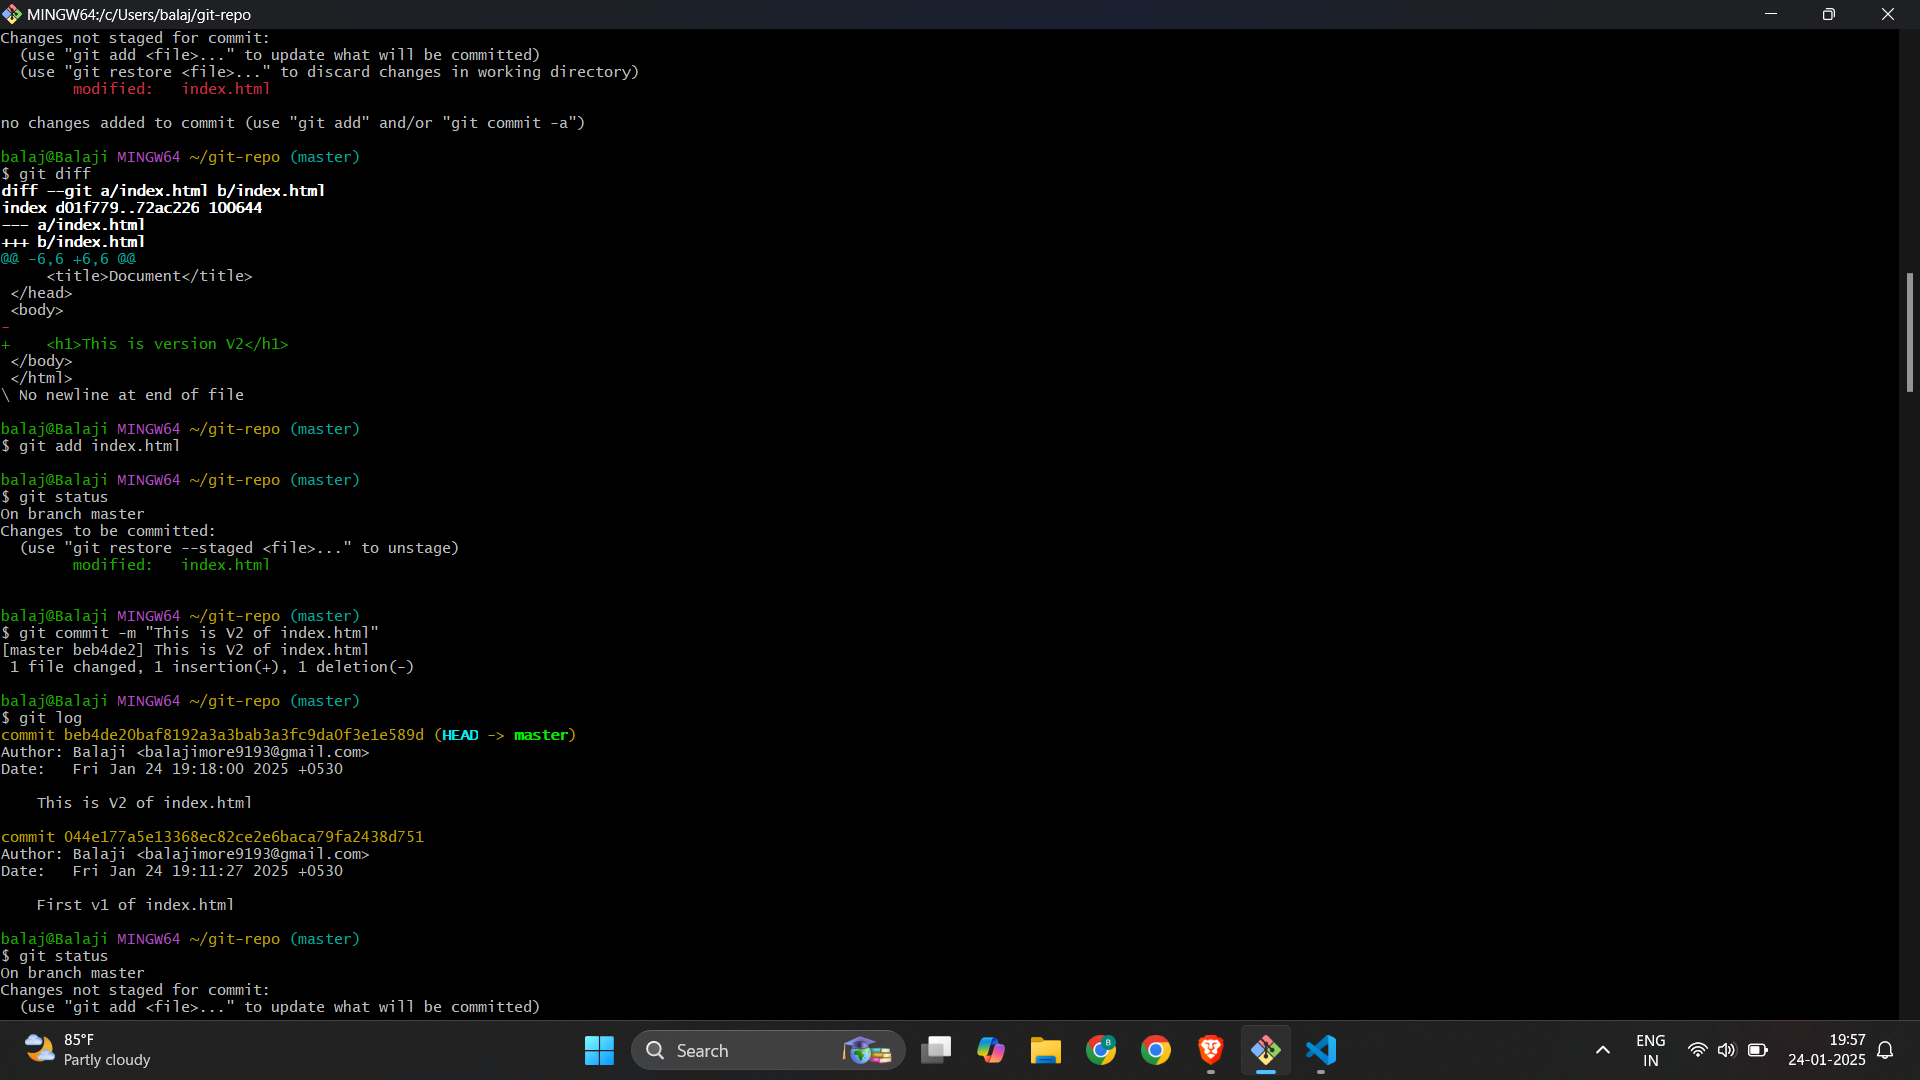 MINGW64:/c/Users/balaj/git-repo
Changes not staged for commit:
  (use "git add <file>..." to update what will be committed)
  (use "git restore <file>..." to discard changes in working directory)
        modified:   index.html

no changes added to commit (use "git add" and/or "git commit -a")

balaj@Balaji MINGW64 ~/git-repo (master)
$ git diff
diff --git a/index.html b/index.html
index d01f779..72ac226 100644
--- a/index.html
+++ b/index.html
@@ -6,6 +6,6 @@
     <title>Document</title>
 </head>
 <body>
-
+    <h1>This is version V2</h1>
 </body>
 </html>
\ No newline at end of file

balaj@Balaji MINGW64 ~/git-repo (master)
$ git add index.html

balaj@Balaji MINGW64 ~/git-repo (master)
$ git status
On branch master
Changes to be committed:
  (use "git restore --staged <file>..." to unstage)
        modified:   index.html

balaj@Balaji MINGW64 ~/git-repo (master)
$ git commit -m "This is V2 of index.html"
[master beb4de2] This is V2 of index.html
 1 file changed, 1 insertion(+), 1 deletion(-)

balaj@Balaji MINGW64 ~/git-repo (master)
$ git log
commit beb4de20baf8192a3a3bab3a3fc9da0f3e1e589d (HEAD -> master)
Author: Balaji <balajimore9193@gmail.com>
Date:   Fri Jan 24 19:18:00 2025 +0530

    This is V2 of index.html

commit 044e177a5e13368ec82ce2e6baca79fa2438d751
Author: Balaji <balajimore9193@gmail.com>
Date:   Fri Jan 24 19:11:27 2025 +0530

    First v1 of index.html

balaj@Balaji MINGW64 ~/git-repo (master)
$ git status
On branch master
Changes not staged for commit:
  (use "git add <file>..." to update what will be committed)
85°F
Partly cloudy
Search
B
ENG
IN
19:57
24-01-2025